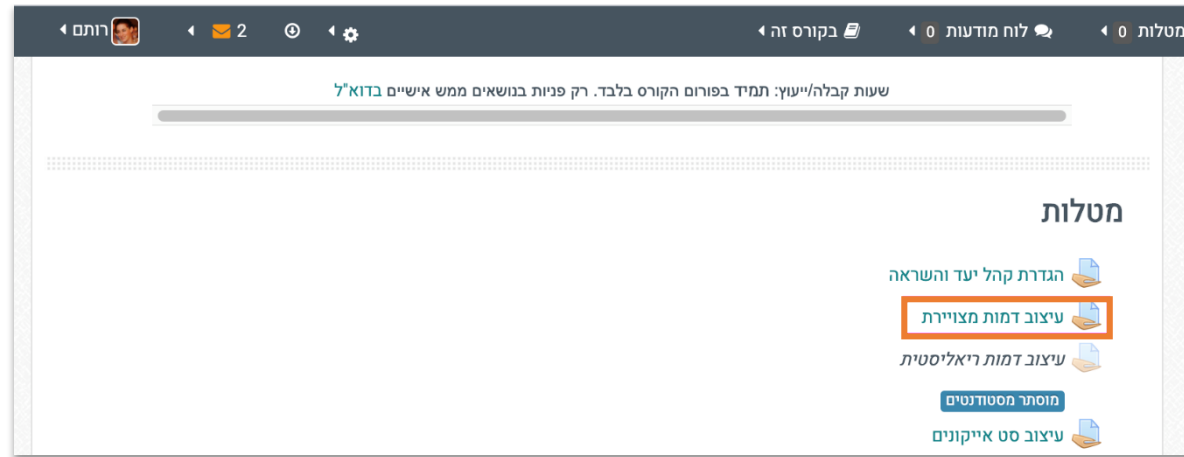 מטלות 0 לוח מודעות 0 בקורס זה 2 רותם
שעות קבלה/ייעוץ: תמיד בפורום הקורס בלבד. רק פניות בנושאים ממש אישיים בדוא"ל
מטלות
הגדרת קהל יעד והשראה
עיצוב דמות מצויירת
עיצוב דמות ריאליסטית
מוסתר מסטודנטים
עיצוב סט אייקונים